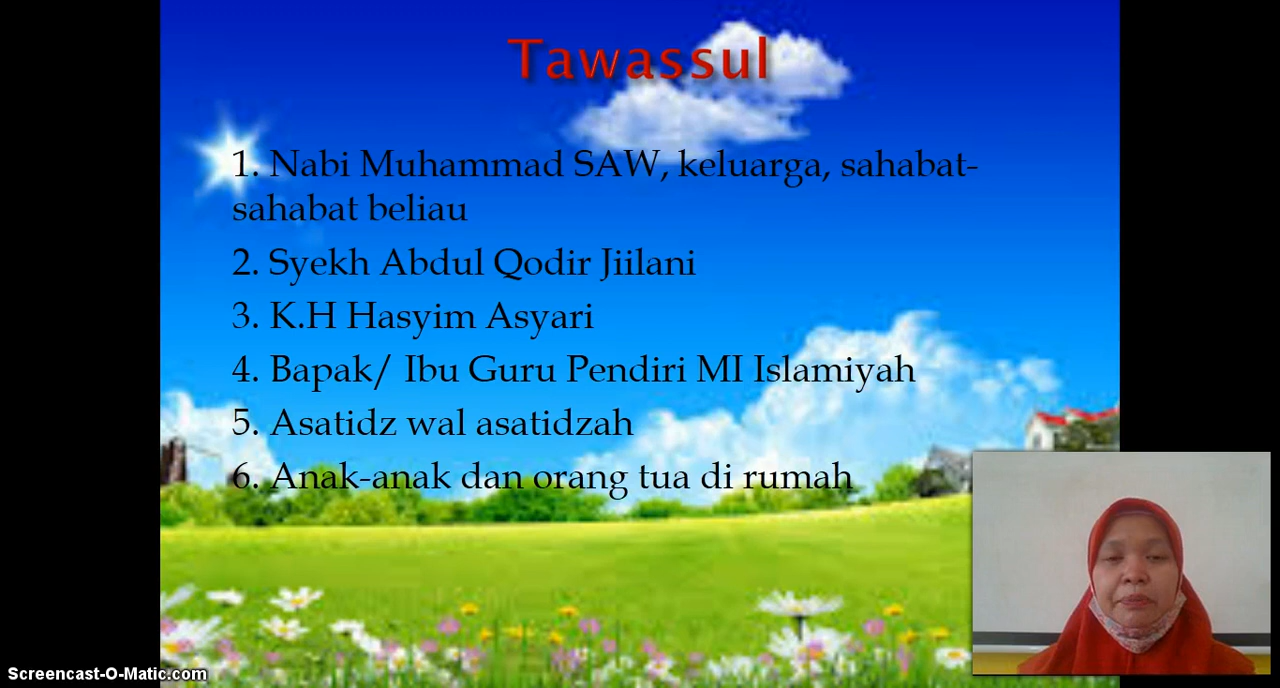 Tawassul
1. Nabi Muhammad SAW, keluarga, sahabat-
sahabat beliau
2. Syekh Abdul Qodir Jiilani
3. K.H Hasyim Asyari
4. Bapak/ Ibu Guru Pendiri MI Islamiyah
5. Asatidz wal asatidzah
6. Anak-anak dan orang tua di rumah
Screencast-O-Matic.com